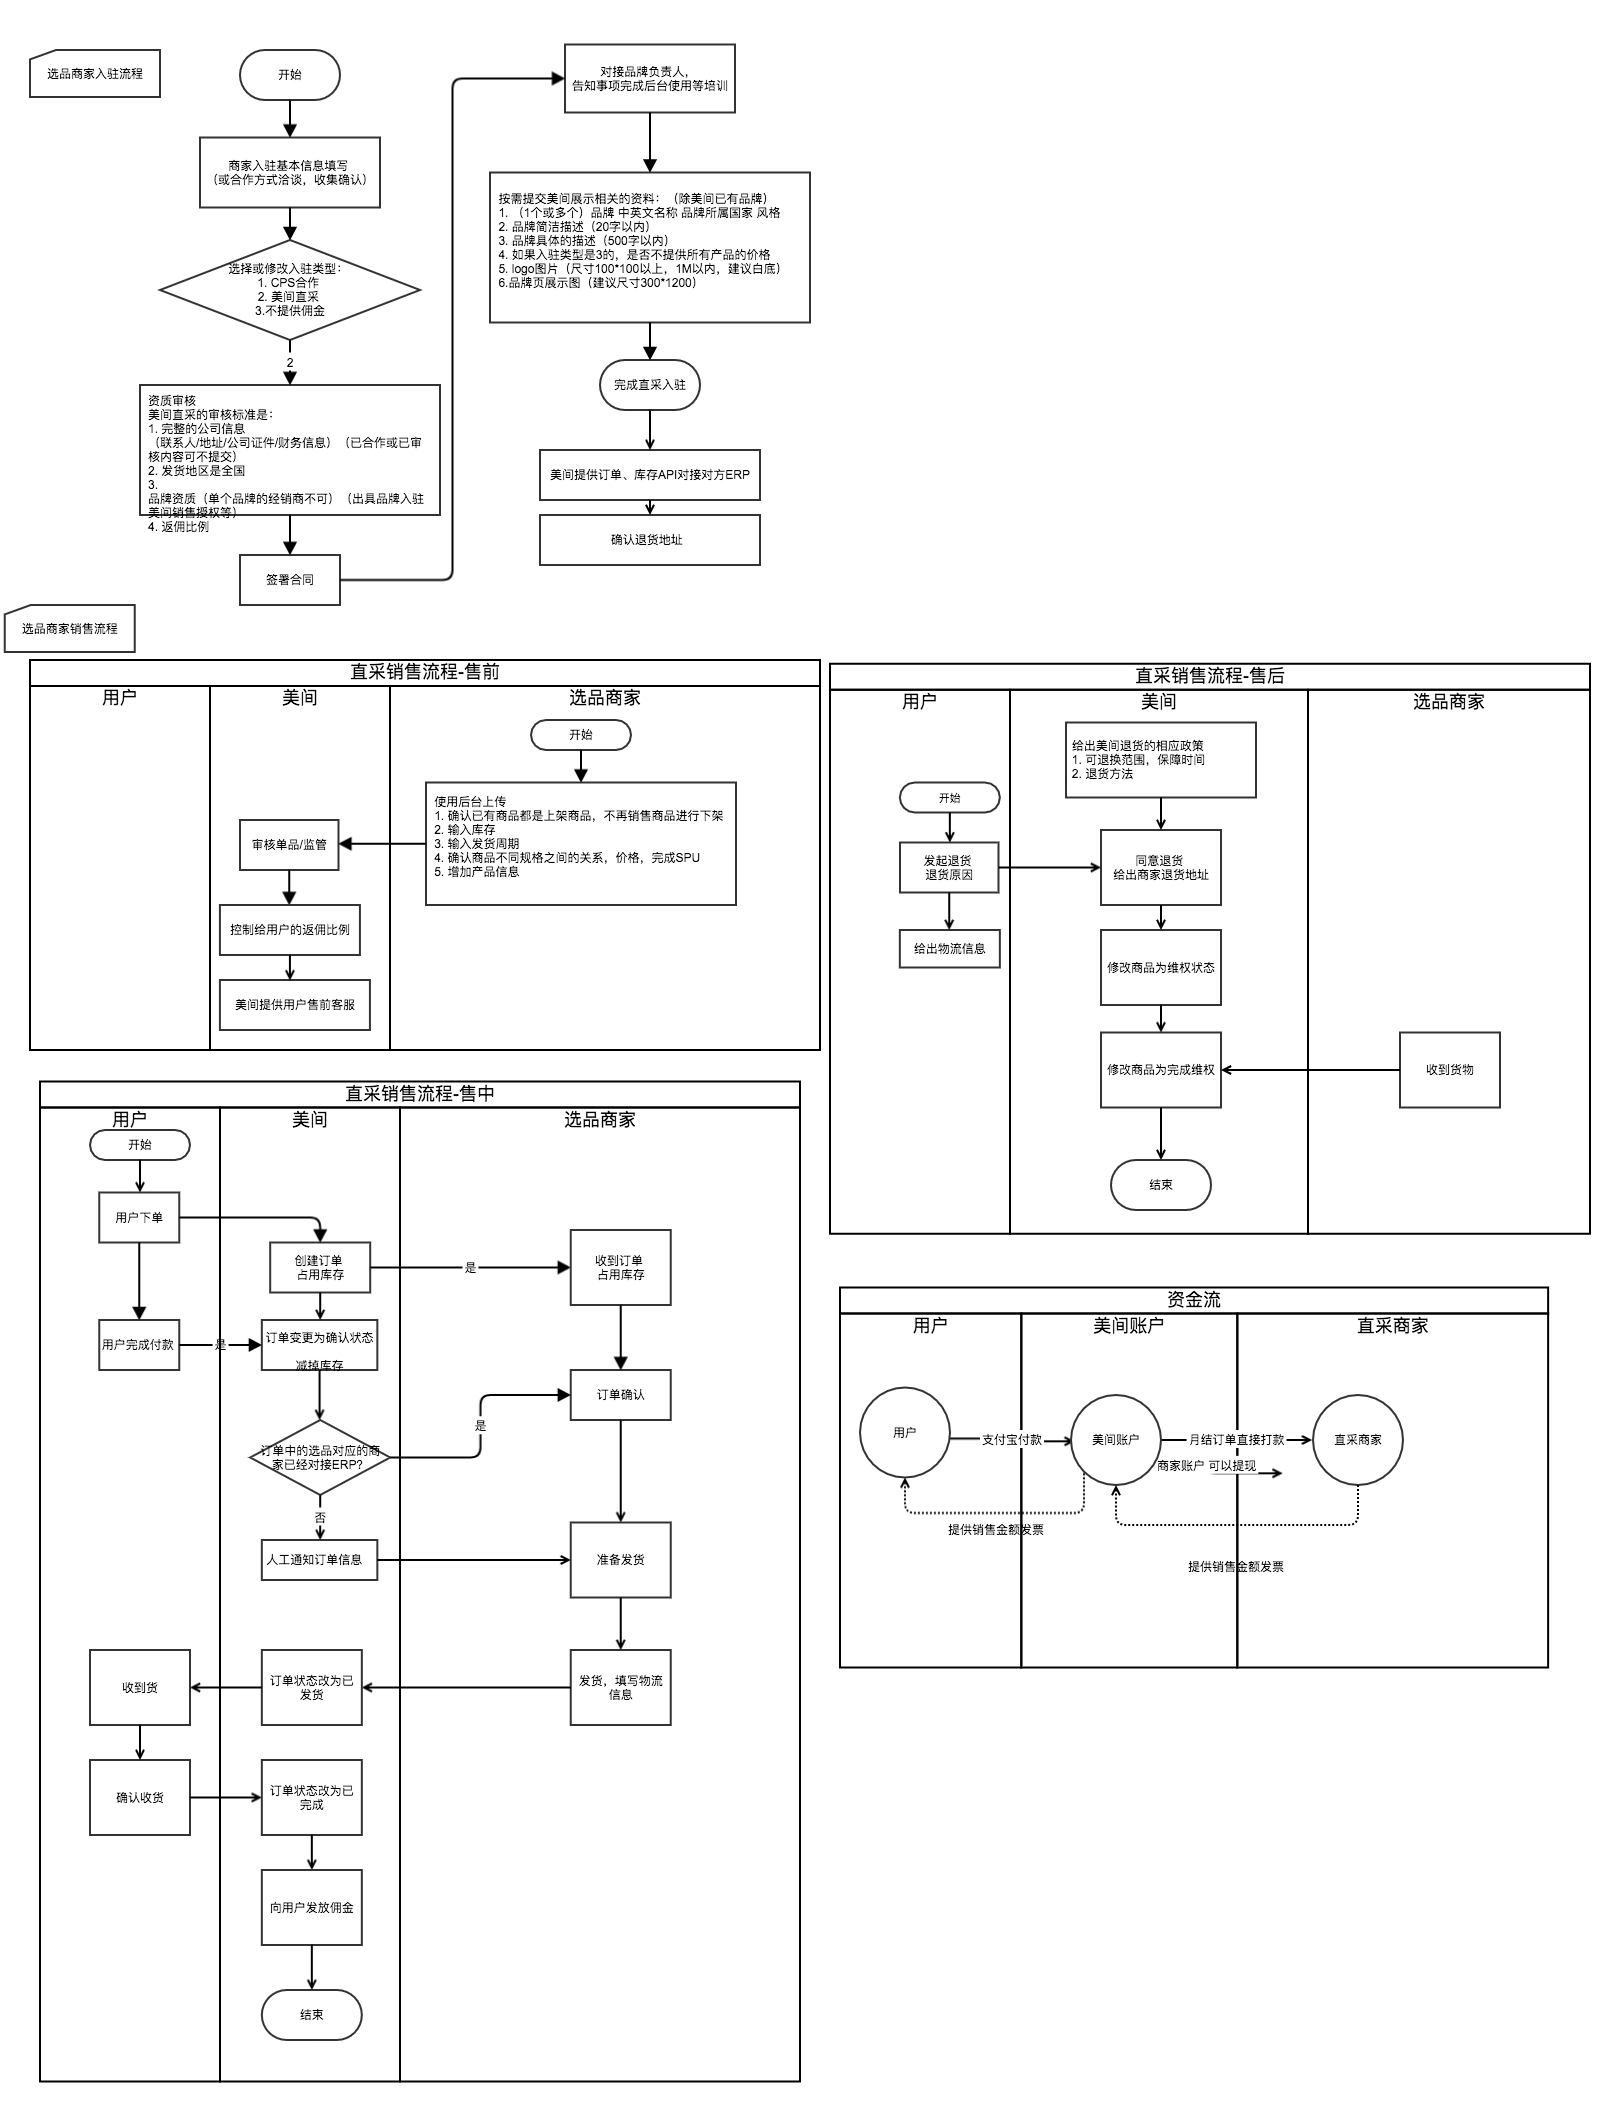 选品商家入驻流程
开始
商家入驻基本信息填写
（或合作方式洽谈，收集确认）
选择或修改入驻类型：
1. CPS合作
2. 美间直采
3.不提供佣金
2
资质审核
美间直采的审核标准是：
1. 完整的公司信息
（联系人/地址/公司证件/财务信息）（已合作或已审
核内容可不提交）
2. 发货地区是全国
3.
品牌资质（单个品牌的经销商不可）（出具品牌入驻
美间销售授权等）
4. 返佣比例
签署合同
对接品牌负责人，
告知事项完成后台使用等培训
按需提交美间展示相关的资料：（除美间已有品牌）
1. （1个或多个）品牌 中英文名称 品牌所属国家 风格
2. 品牌简洁描述（20字以内）
3. 品牌具体的描述（500字以内）
4. 如果入驻类型是3的，是否不提供所有产品的价格
5. logo图片（尺寸100*100以上，1M以内，建议白底）
6.品牌页展示图（建议尺寸300*1200）
完成直采入驻
美间提供订单、库存API对接对方ERP
确认退货地址
选品商家销售流程
直采销售流程-售前
用户
美间
选品商家
开始
使用后台上传
1. 确认已有商品都是上架商品，不再销售商品进行下架
2. 输入库存
3. 输入发货周期
4. 确认商品不同规格之间的关系，价格，完成SPU
5. 增加产品信息
审核单品/监管
控制给用户的返佣比例
美间提供用户售前客服
直采销售流程-售后
用户
美间
选品商家
给出美间退货的相应政策
1. 可退换范围，保障时间
2. 退货方法
开始
发起退货
退货原因
同意退货
给出商家退货地址
给出物流信息
修改商品为维权状态
修改商品为完成维权
收到货物
结束
直采销售流程-售中
用户
美间
选品商家
开始
用户下单
创建订单
占用库存
是
收到订单
占用库存
用户完成付款
是
订单变更为确认状态
减掉库存
订单确认
是
订单中的选品对应的商
家已经对接ERP?
否
人工通知订单信息
准备发货
收到货
订单状态改为已
发货
发货，填写物流
信息
确认收货
订单状态改为已
完成
向用户发放佣金
结束
资金流
用户
美间账户
直采商家
用户
支付宝付款
美间账户
月结订单直接打款
直采商家
商家账户 可以提现
提供销售金额发票
提供销售金额发票